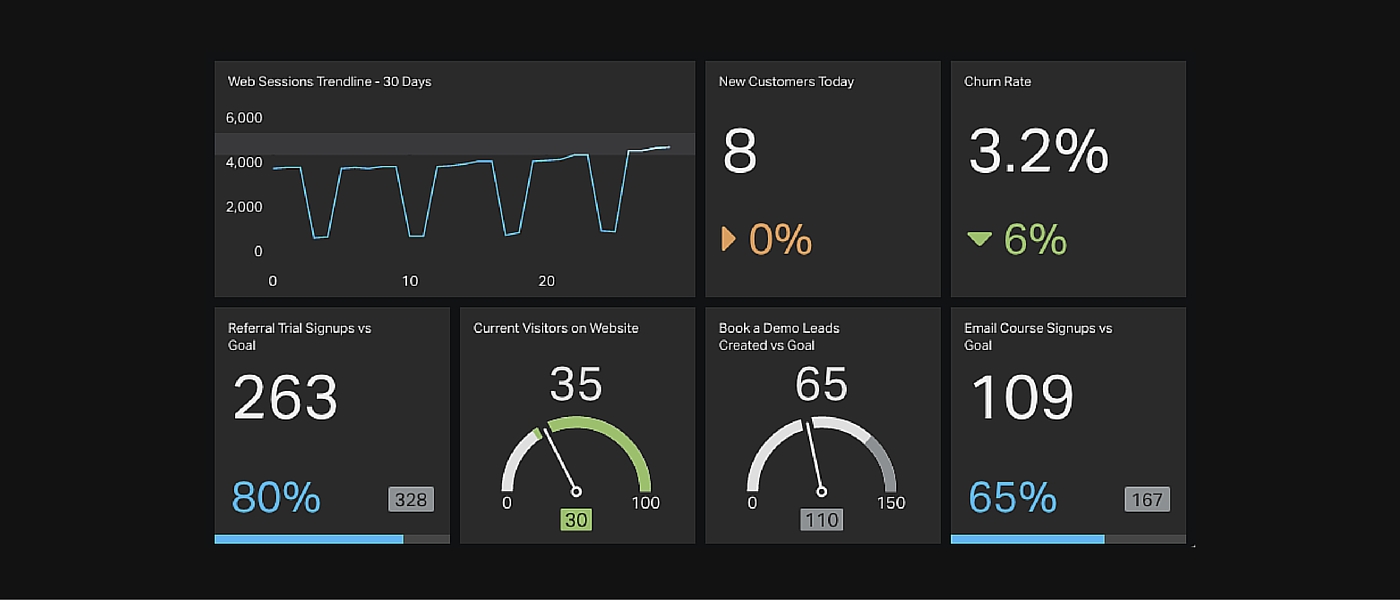 Web Sessions Trendline - 30 Days
6,000
4,000
2,000
0
0 10 20
New Customers Today
8
0%
Churn Rate
3.2%
6%
Referral Trial Signups vs
Goal
263
80% 328
Current Visitors on Website
35
0 100
30
Book a Demo Leads
Created vs Goal
65
0 150
110
Email Course Signups vs
Goal
109
65% 167